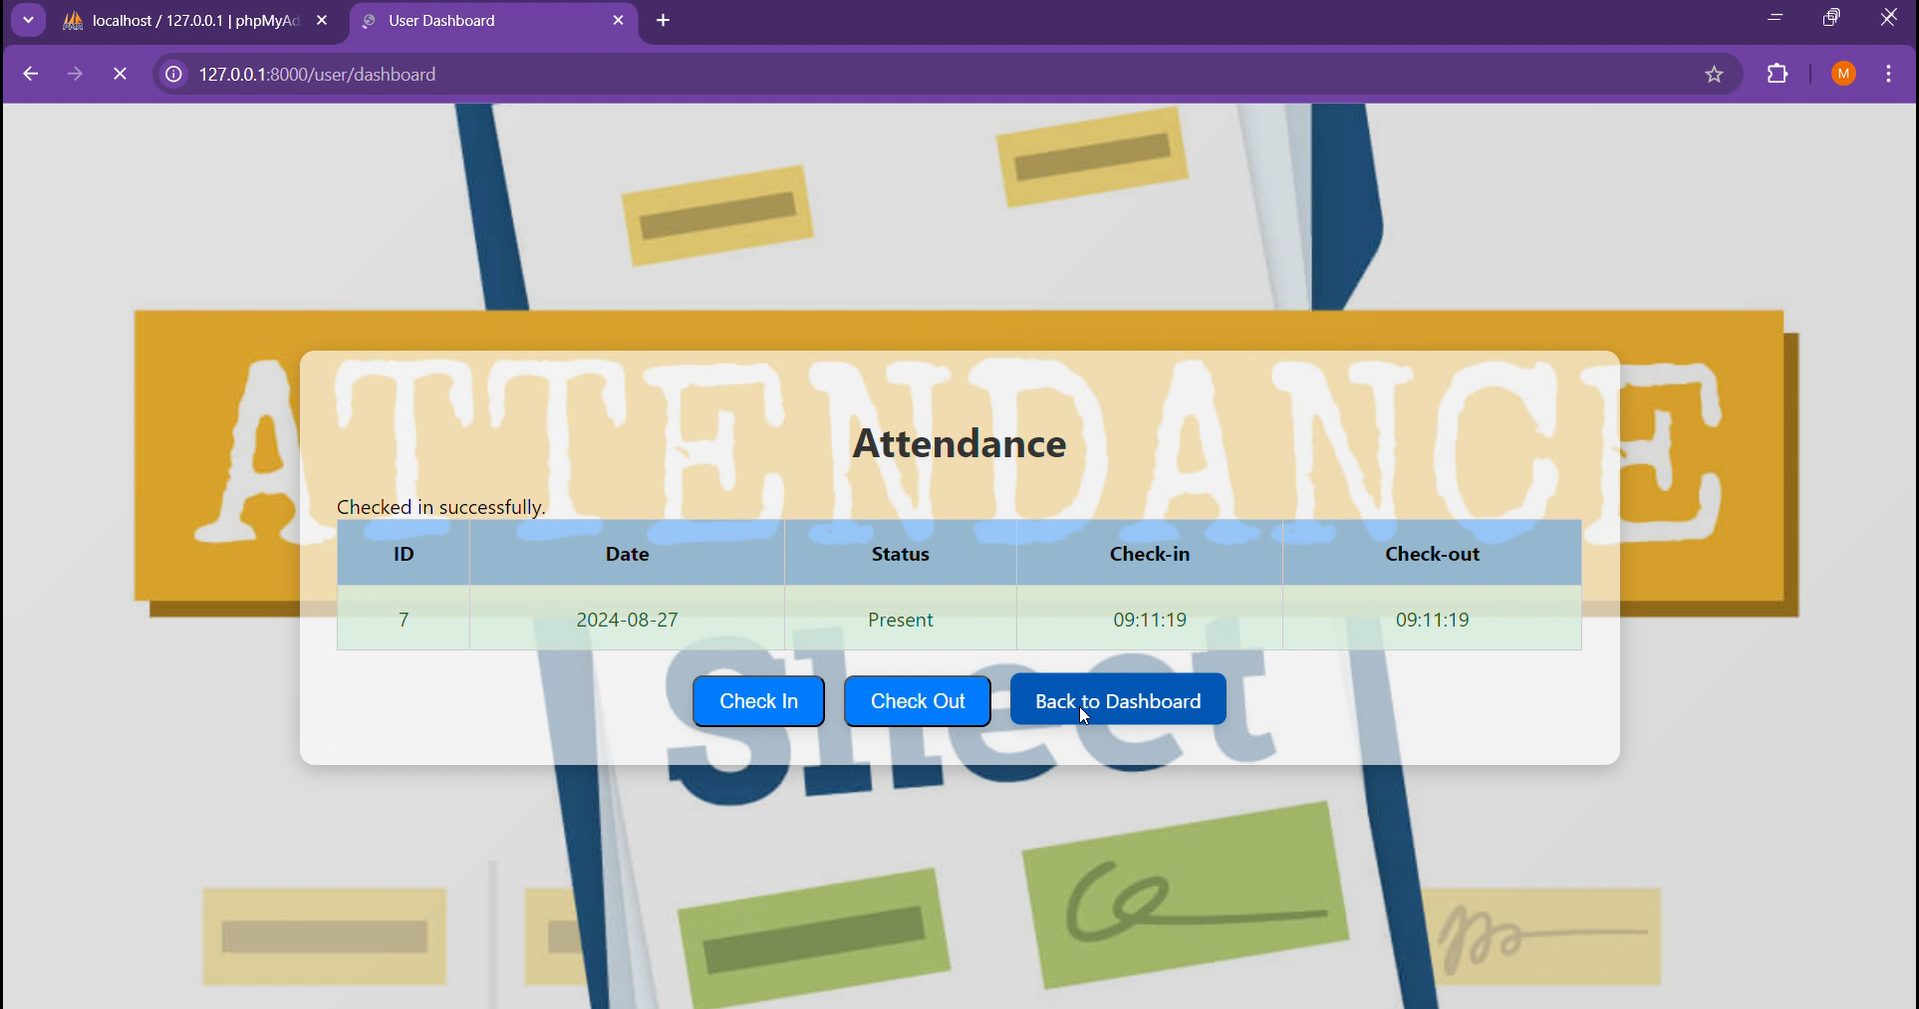 localhost / 127.0.0.1 | phpMyAd
User Dashboard
127.0.0.1:8000/user/dashboard
M
ATTENDANCE
Attendance
Checked in successfully.
ID Date Status Check-in Check-out
7 2024-08-27 Present 09:11:19 09:11:19
Sheet
Check In Check Out Back to Dashboard